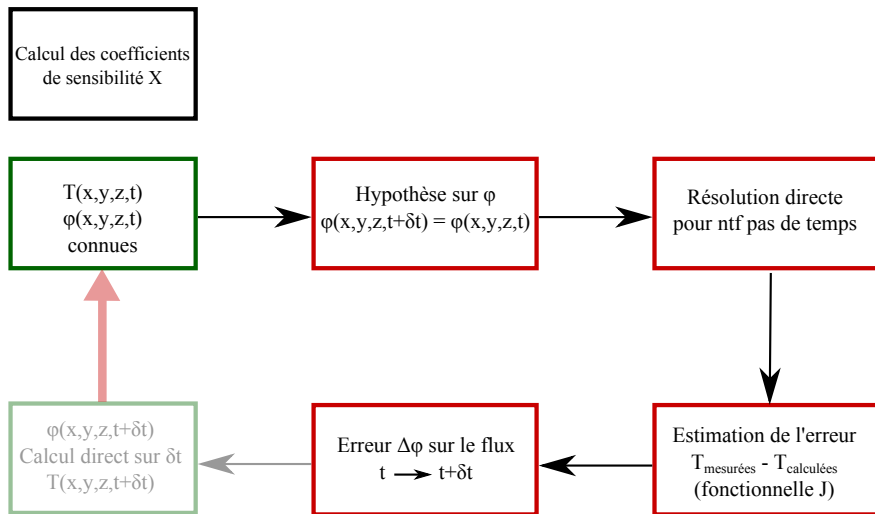 Calcul des coefficients
de sensibilité X
T(x,y,z,t)
φ(x,y,z,t)
connues
Hypothèse sur φ
φ(x,y,z,t+δt) = φ(x,y,z,t)
Résolution directe
pour ntf pas de temps
φ(x,y,z,t+δt)
Calcul direct sur δt
T(x,y,z,t+δt)
Erreur Δφ sur le flux
t → t+δt
Estimation de l'erreur
Tmesurées - Tcalculées
(fonctionnelle J)